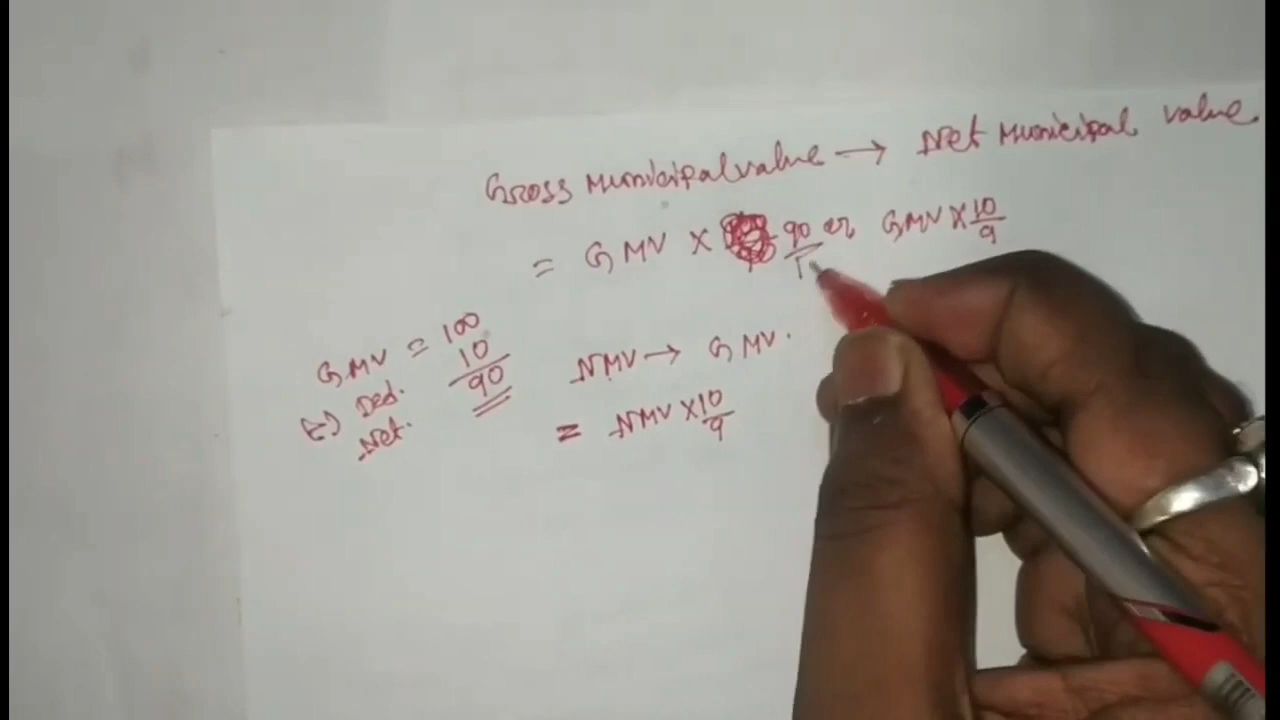 Gross Municipal value → Net Municipal value
= GMV × 90/1 or GMV × 10/9
GMV = 100
(-) Ded. 10
Net. 90
NMV → GMV.
= NMV × 10/9